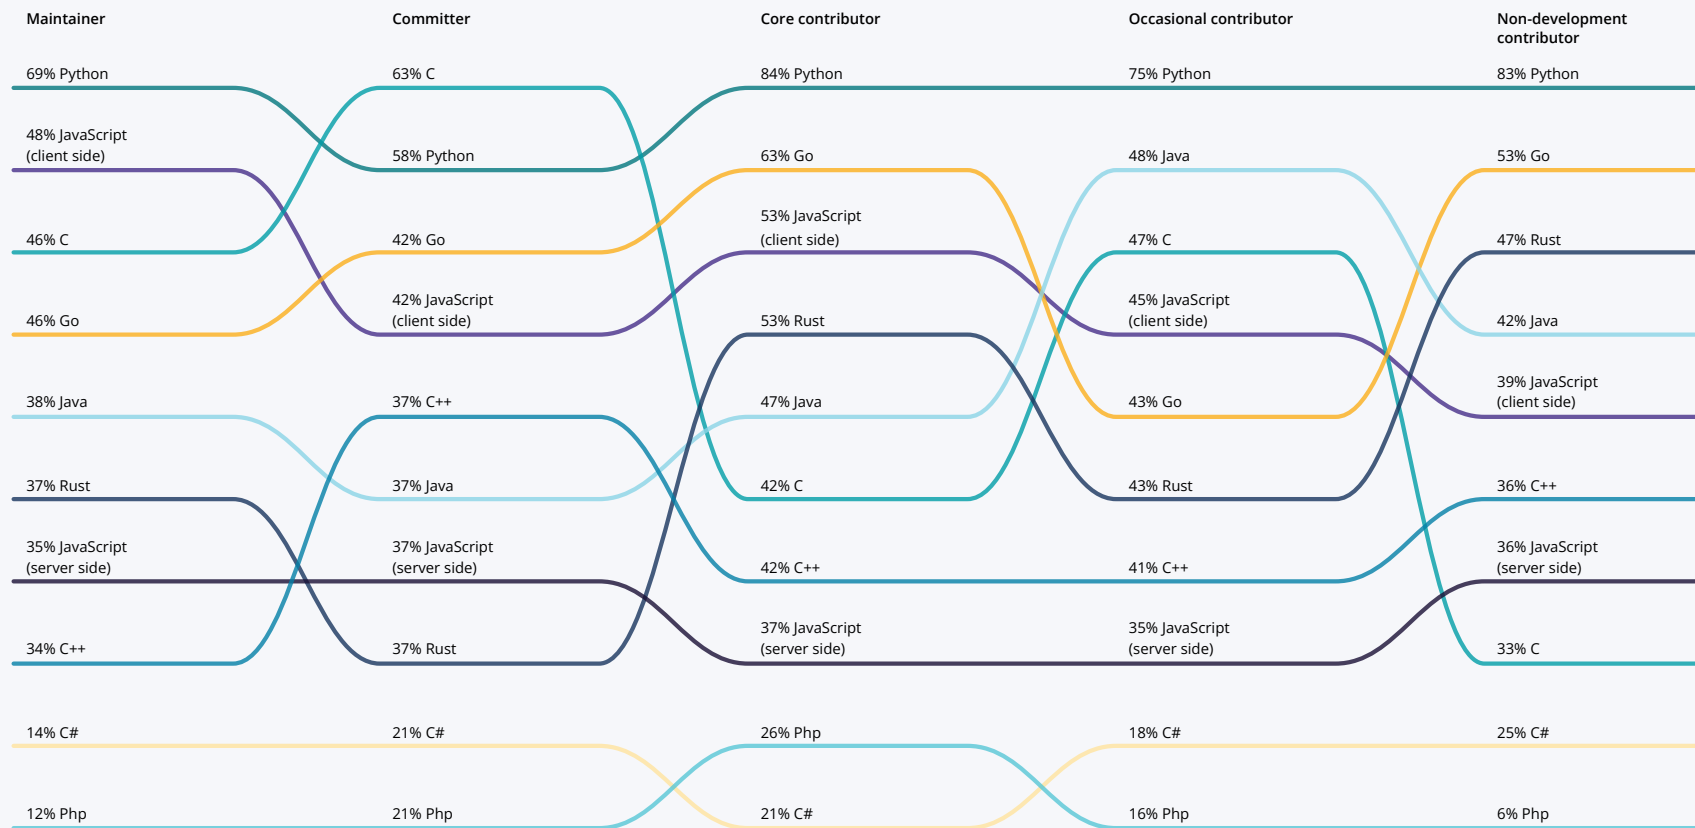 Maintainer
Committer
Core contributor
Occasional contributor
Non-development
contributor
69% Python
63% C
84% Python
75% Python
83% Python
48% JavaScript
(client side)
58% Python
63% Go
48% Java
53% Go
46% C
42% Go
53% JavaScript
(client side)
47% C
47% Rust
46% Go
42% JavaScript
(client side)
53% Rust
45% JavaScript
(client side)
42% Java
38% Java
37% C++
47% Java
43% Go
39% JavaScript
(client side)
37% Rust
37% Java
42% C
43% Rust
36% C++
35% JavaScript
(server side)
37% JavaScript
(server side)
42% C++
41% C++
36% JavaScript
(server side)
34% C++
37% Rust
37% JavaScript
(server side)
35% JavaScript
(server side)
33% C
14% C#
21% C#
26% Php
18% C#
25% C#
12% Php
21% Php
21% C#
16% Php
6% Php